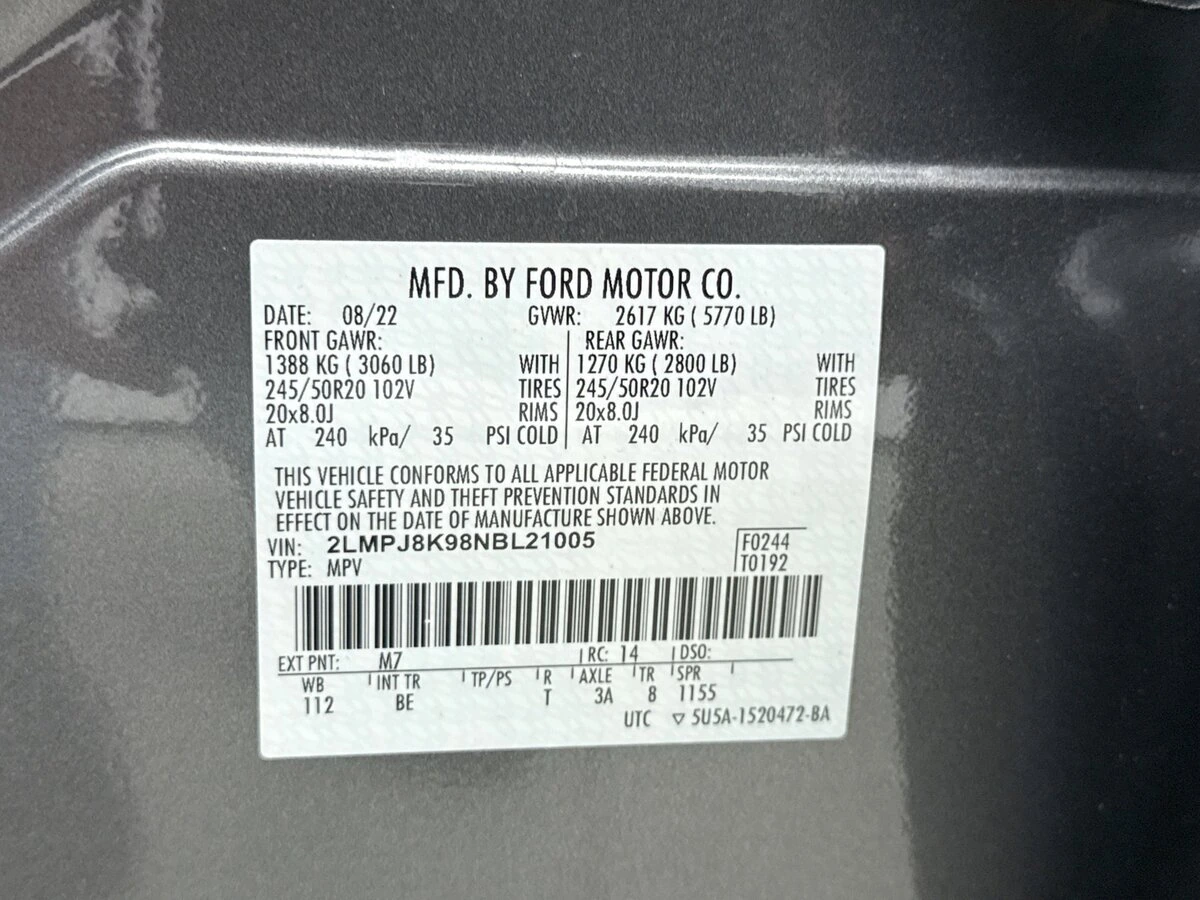 MFD. BY FORD MOTOR CO.
DATE: 08/22 GVWR: 2617 KG ( 5770 LB)
FRONT GAWR: REAR GAWR:
1388 KG ( 3060 LB) WITH 1270 KG ( 2800 LB) WITH
245/50R20 102V TIRES 245/50R20 102V TIRES
20x8.0J RIMS 20x8.0J RIMS
AT 240 kPa/ 35 PSI COLD AT 240 kPa/ 35 PSI COLD
THIS VEHICLE CONFORMS TO ALL APPLICABLE FEDERAL MOTOR
VEHICLE SAFETY AND THEFT PREVENTION STANDARDS IN
EFFECT ON THE DATE OF MANUFACTURE SHOWN ABOVE.
VIN: 2LMPJ8K98NBL21005 F0244
TYPE: MPV T0192
EXT PNT: M7 RC: 14 DSO:
WB INT TR TP/PS R AXLE TR SPR
112 BE T 3A 8 1155
UTC ▽ 5U5A-1520472-BA